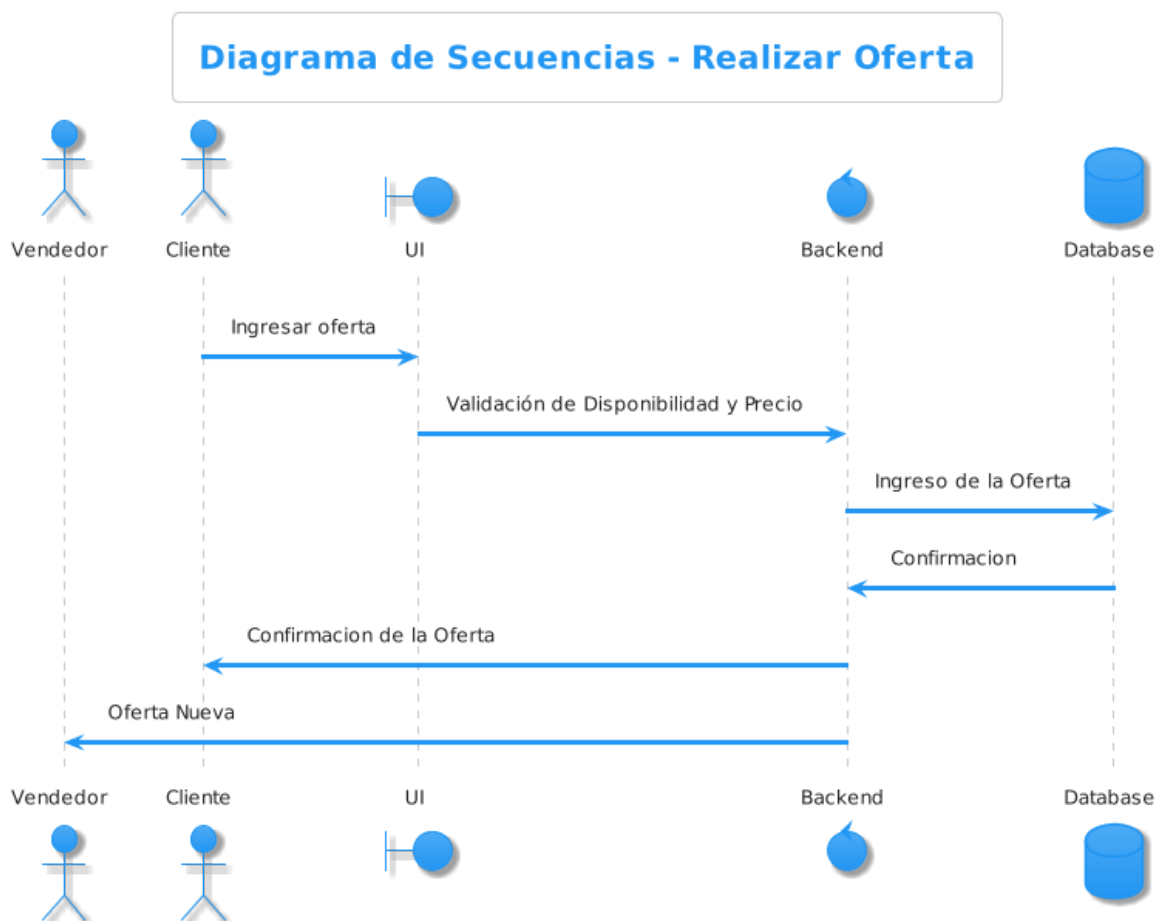 Diagrama de Secuencias - Realizar Oferta
Vendedor
Cliente
UI
Backend
Database
Ingresar oferta
Validación de Disponibilidad y Precio
Ingreso de la Oferta
Confirmacion
Confirmacion de la Oferta
Oferta Nueva
Vendedor
Cliente
UI
Backend
Database